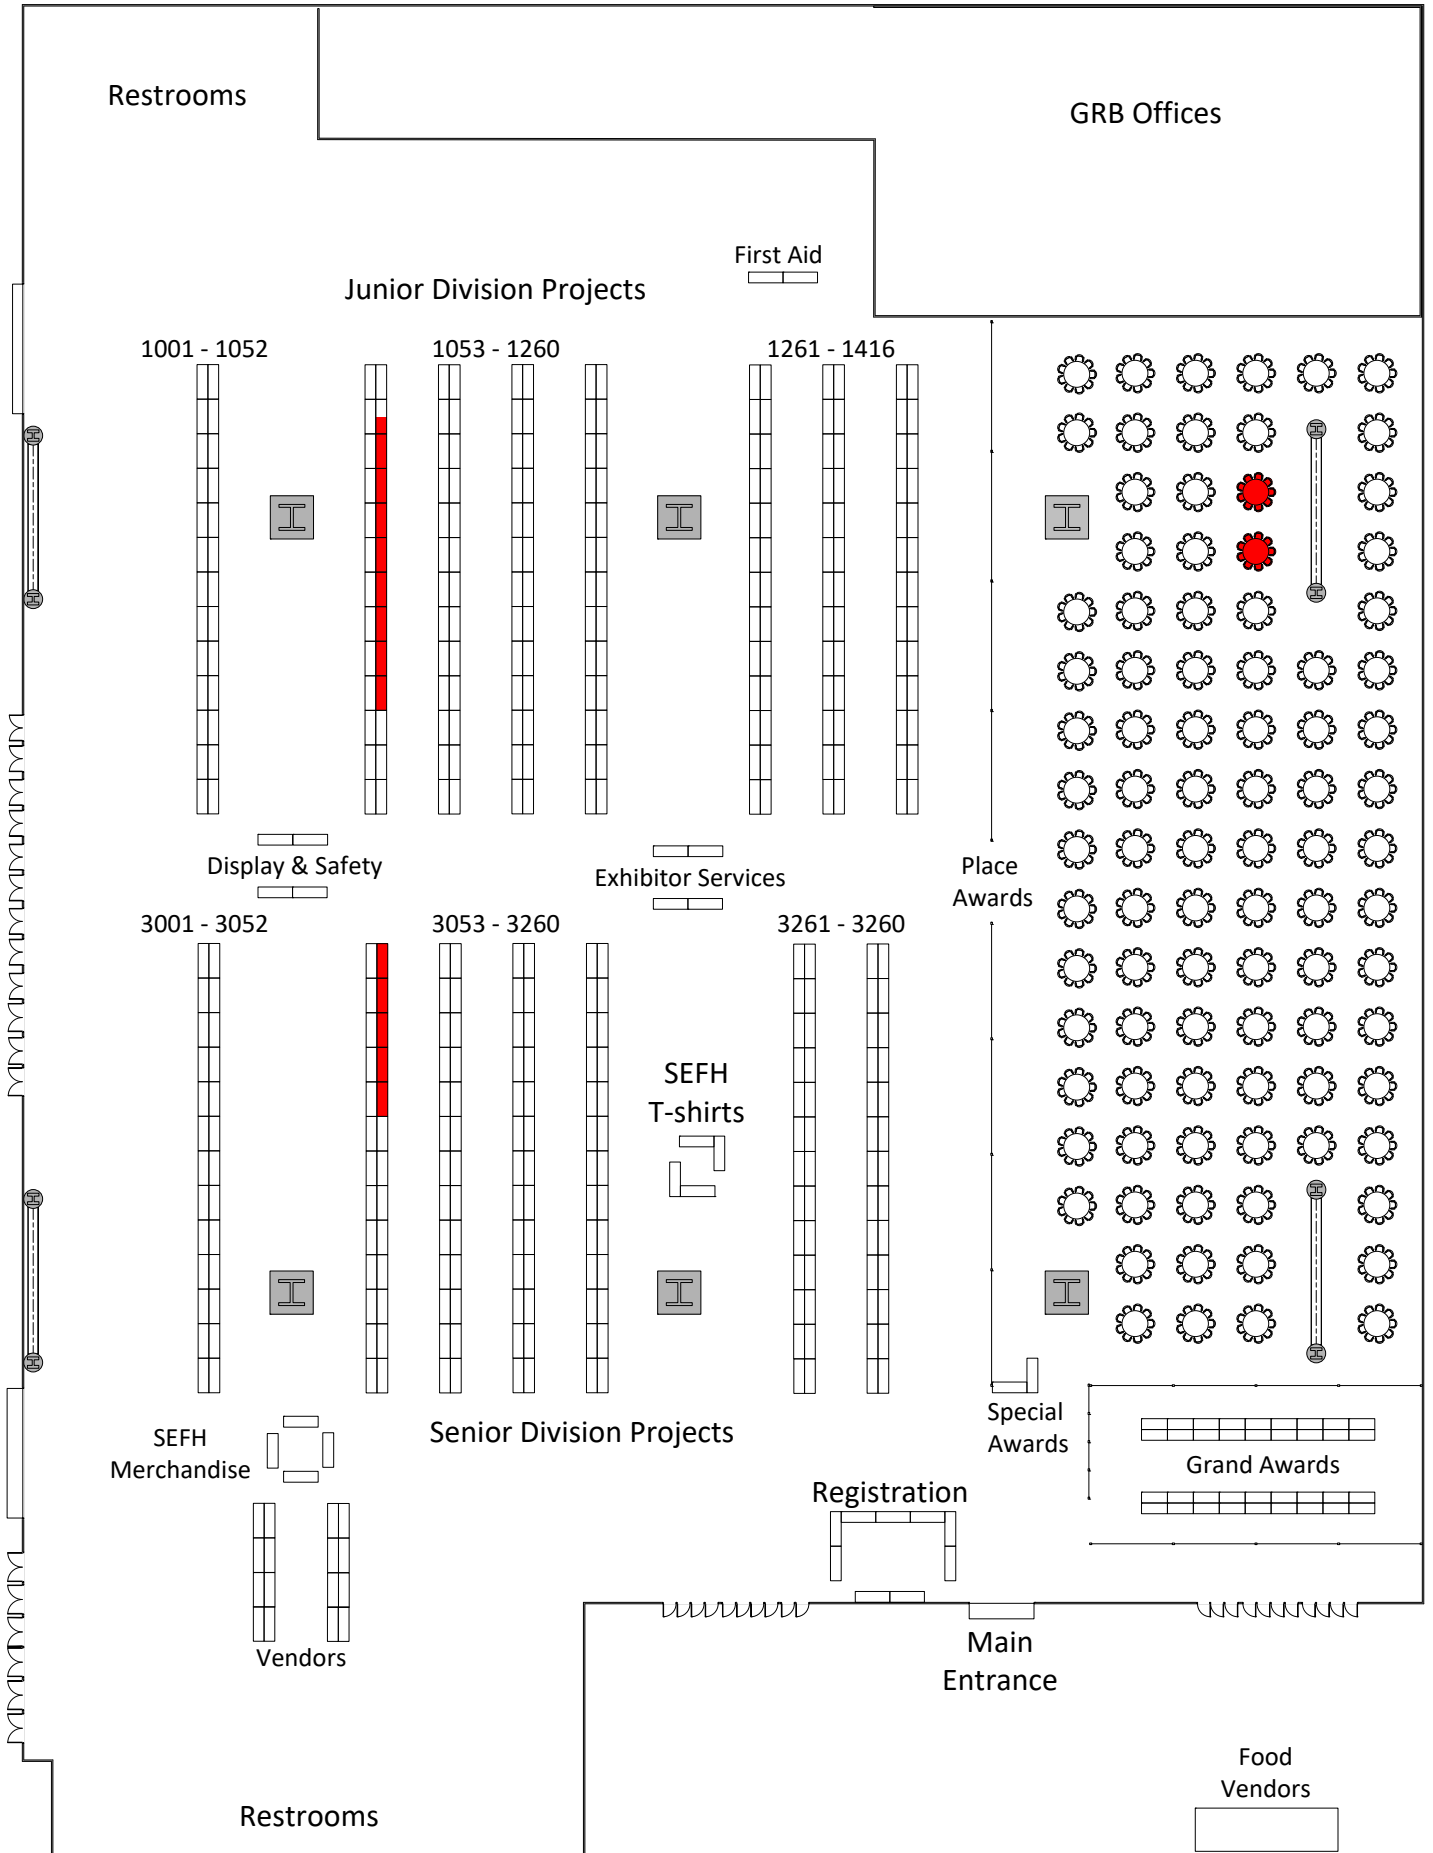 Restrooms
GRB Offices
First Aid
Junior Division Projects
1001 - 1052
1053 - 1260
1261 - 1416
Display & Safety
Exhibitor Services
Place
Awards
3001 - 3052
3053 - 3260
3261 - 3260
SEFH
T-shirts
Senior Division Projects
SEFH
Merchandise
Special
Awards
Grand Awards
Registration
Vendors
Main
Entrance
Food
Vendors
Restrooms